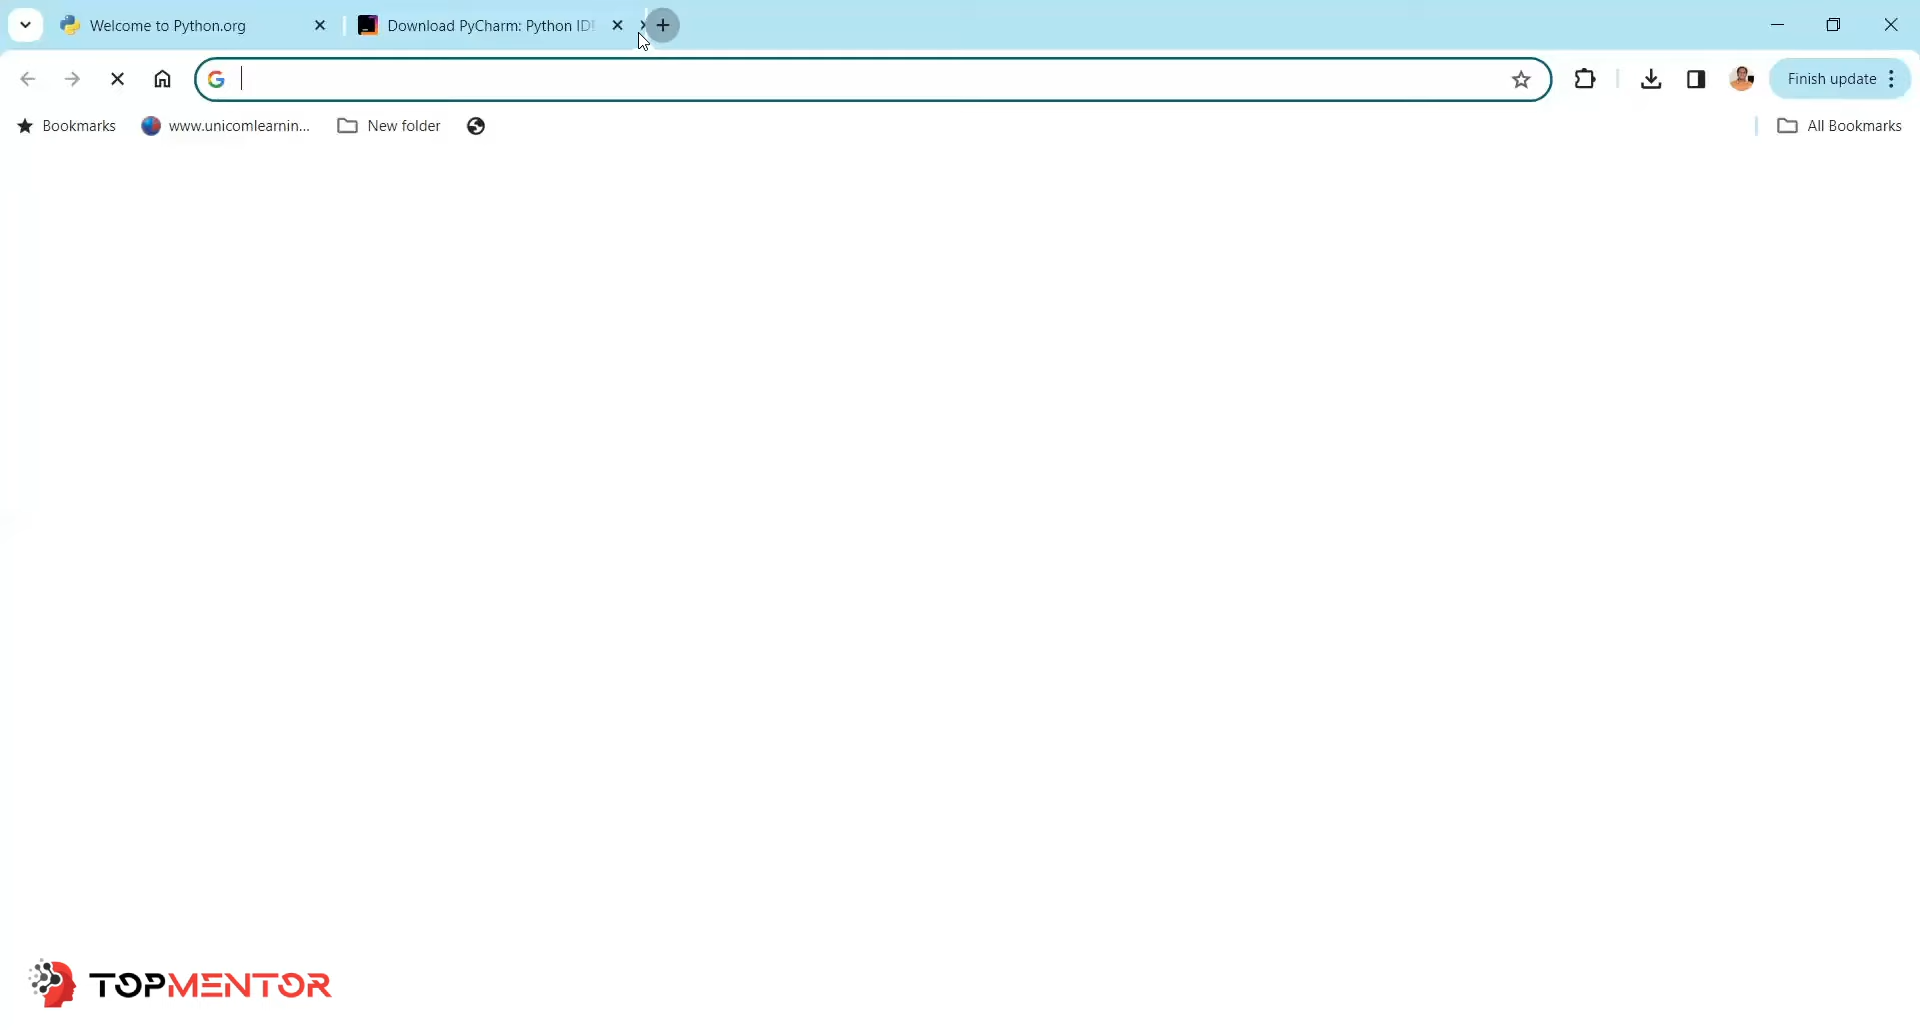 Welcome to Python.org
Download PyCharm: Python ID
Finish update
Bookmarks
www.unicomlearnin...
New folder
All Bookmarks
TOPMENTOR